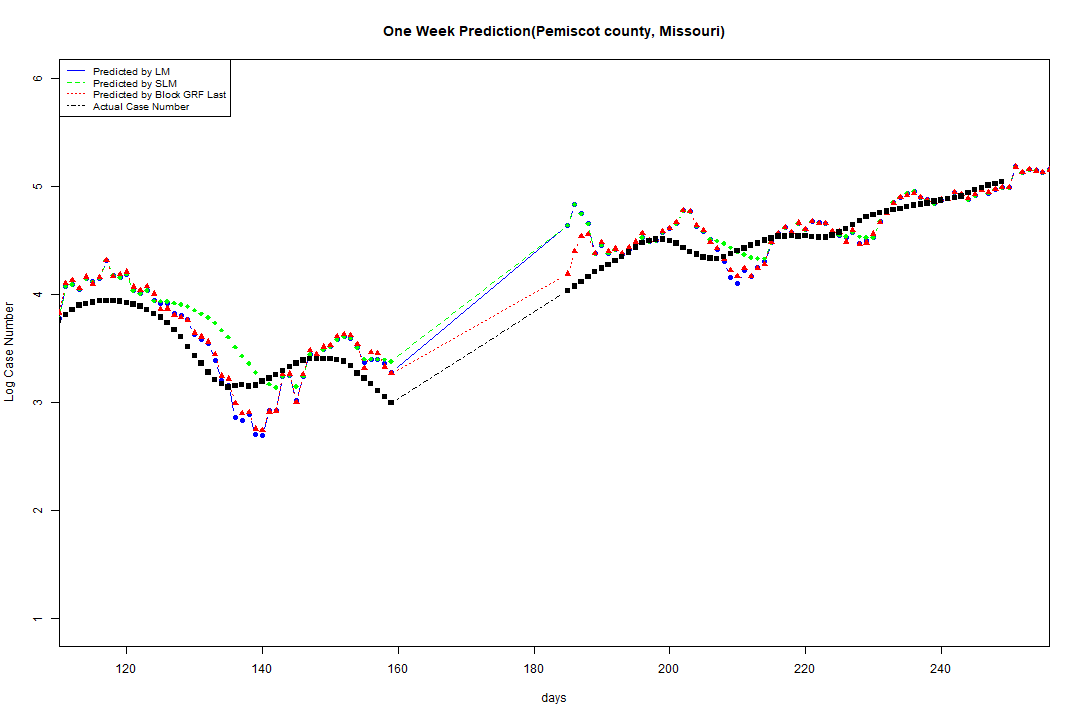 One Week Prediction(Pemiscot county, Missouri)
Predicted by LM
Predicted by SLM
Predicted by Block GRF Last
Actual Case Number
6
5
4
3
2
1
Log Case Number
120 140 160 180 200 220 240
days